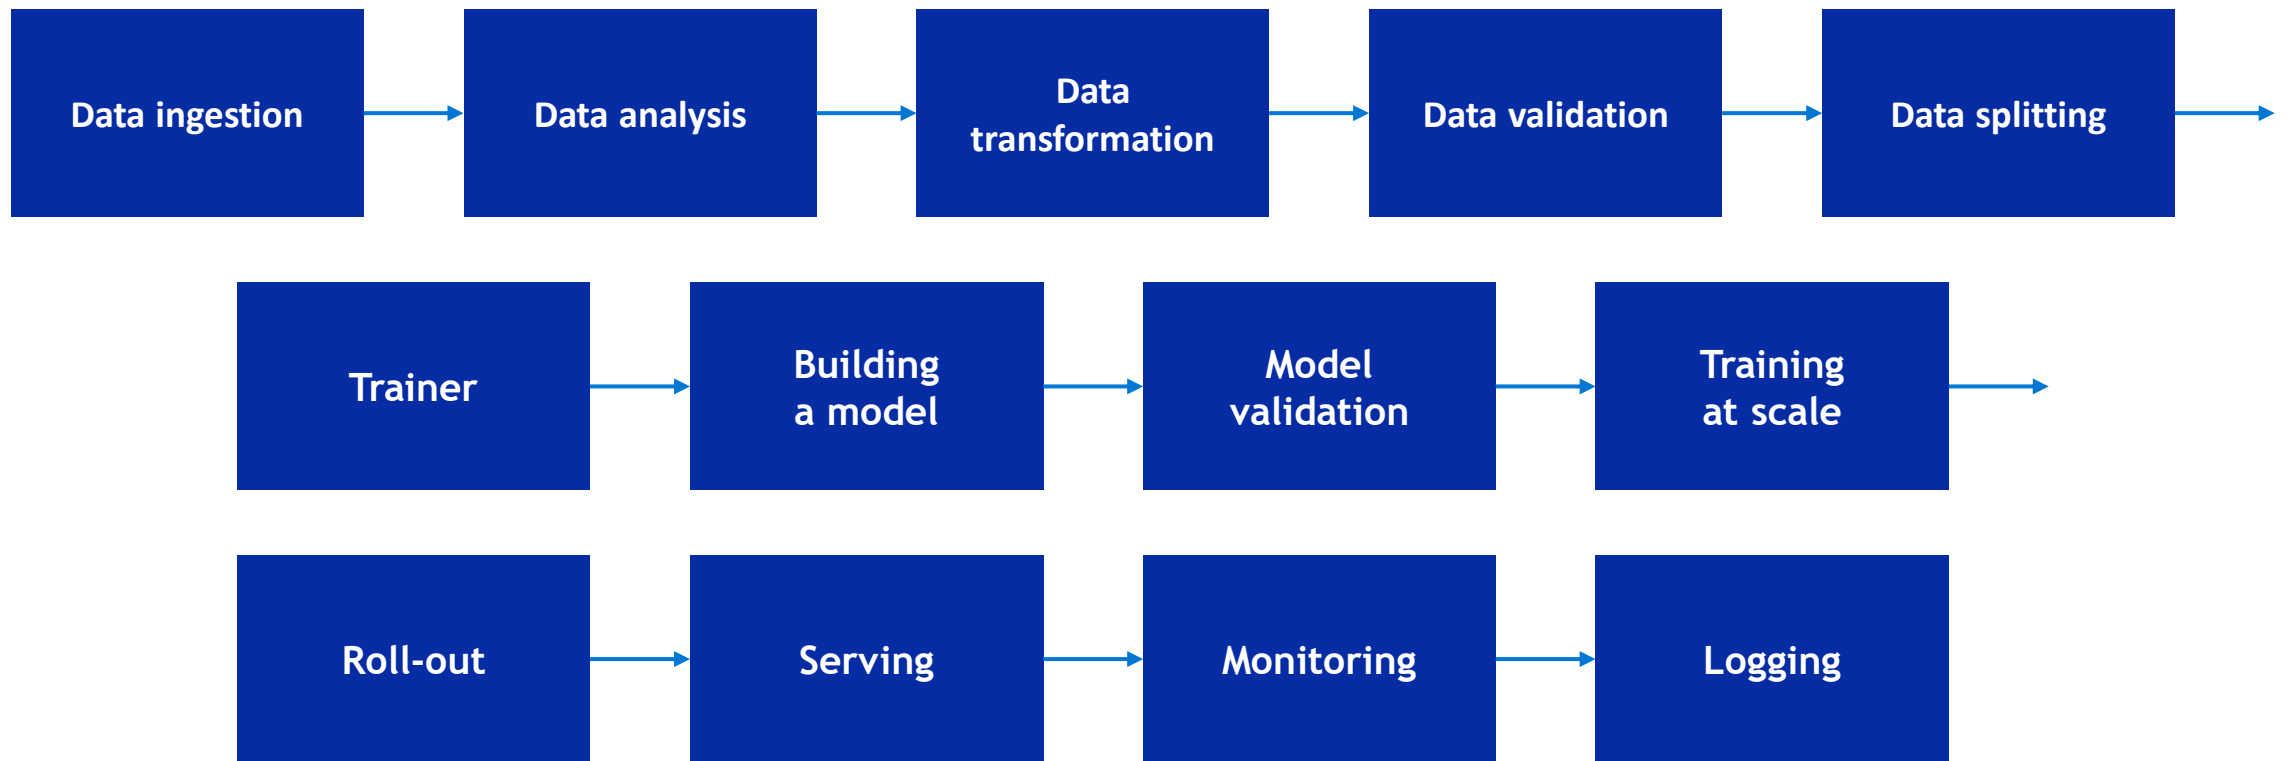 Data ingestion
Data analysis
Data
transformation
Data validation
Data splitting
Trainer
Building
a model
Model
validation
Training
at scale
Roll-out
Serving
Monitoring
Logging